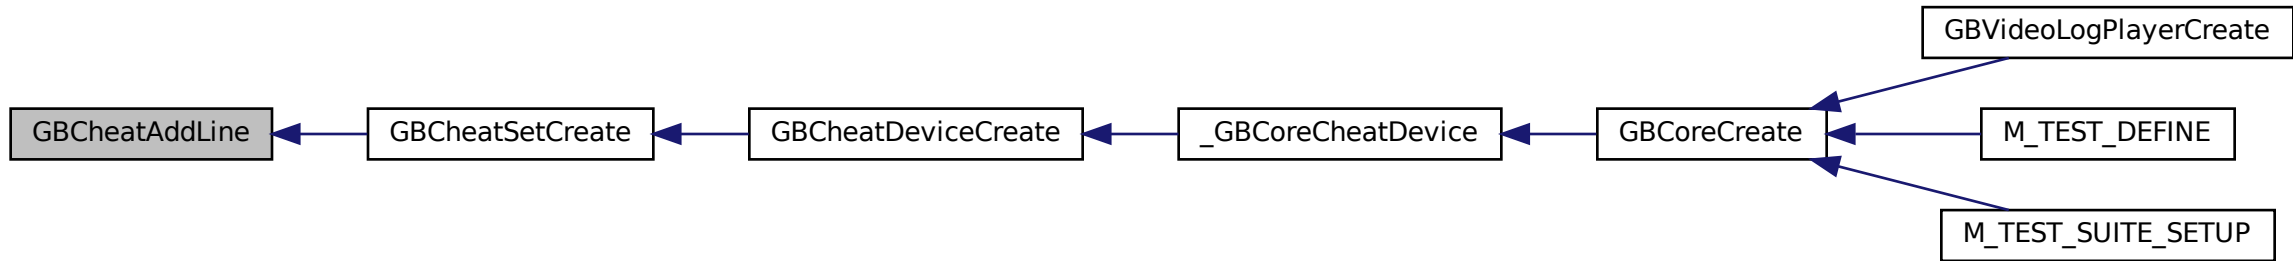 GBVideoLogPlayerCreate
GBCheatAddLine
GBCheatSetCreate
GBCheatDeviceCreate
_GBCoreCheatDevice
GBCoreCreate
M_TEST_DEFINE
M_TEST_SUITE_SETUP